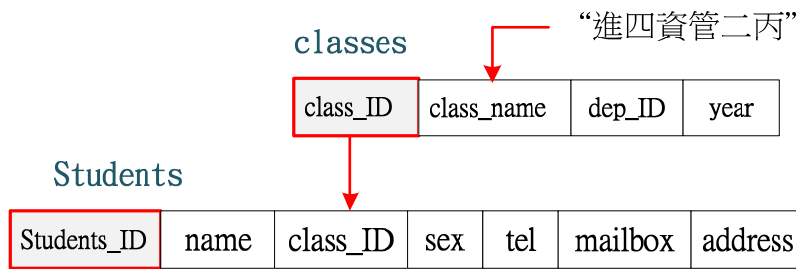 “進四資管二丙”
classes
class_ID class_name dep_ID year
Students
Students_ID name class_ID sex tel mailbox address